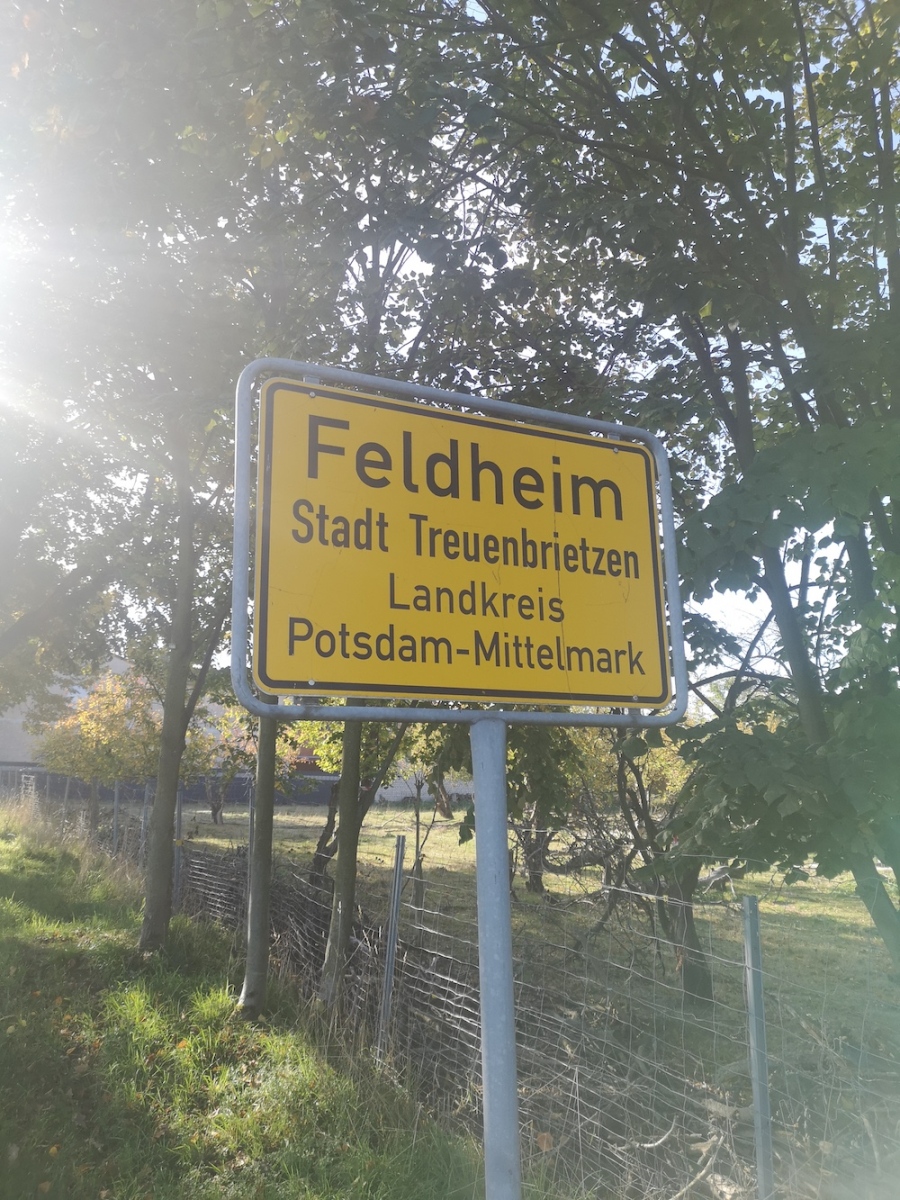 Feldheim
Stadt Treuenbrietzen
Landkreis
Potsdam-Mittelmark